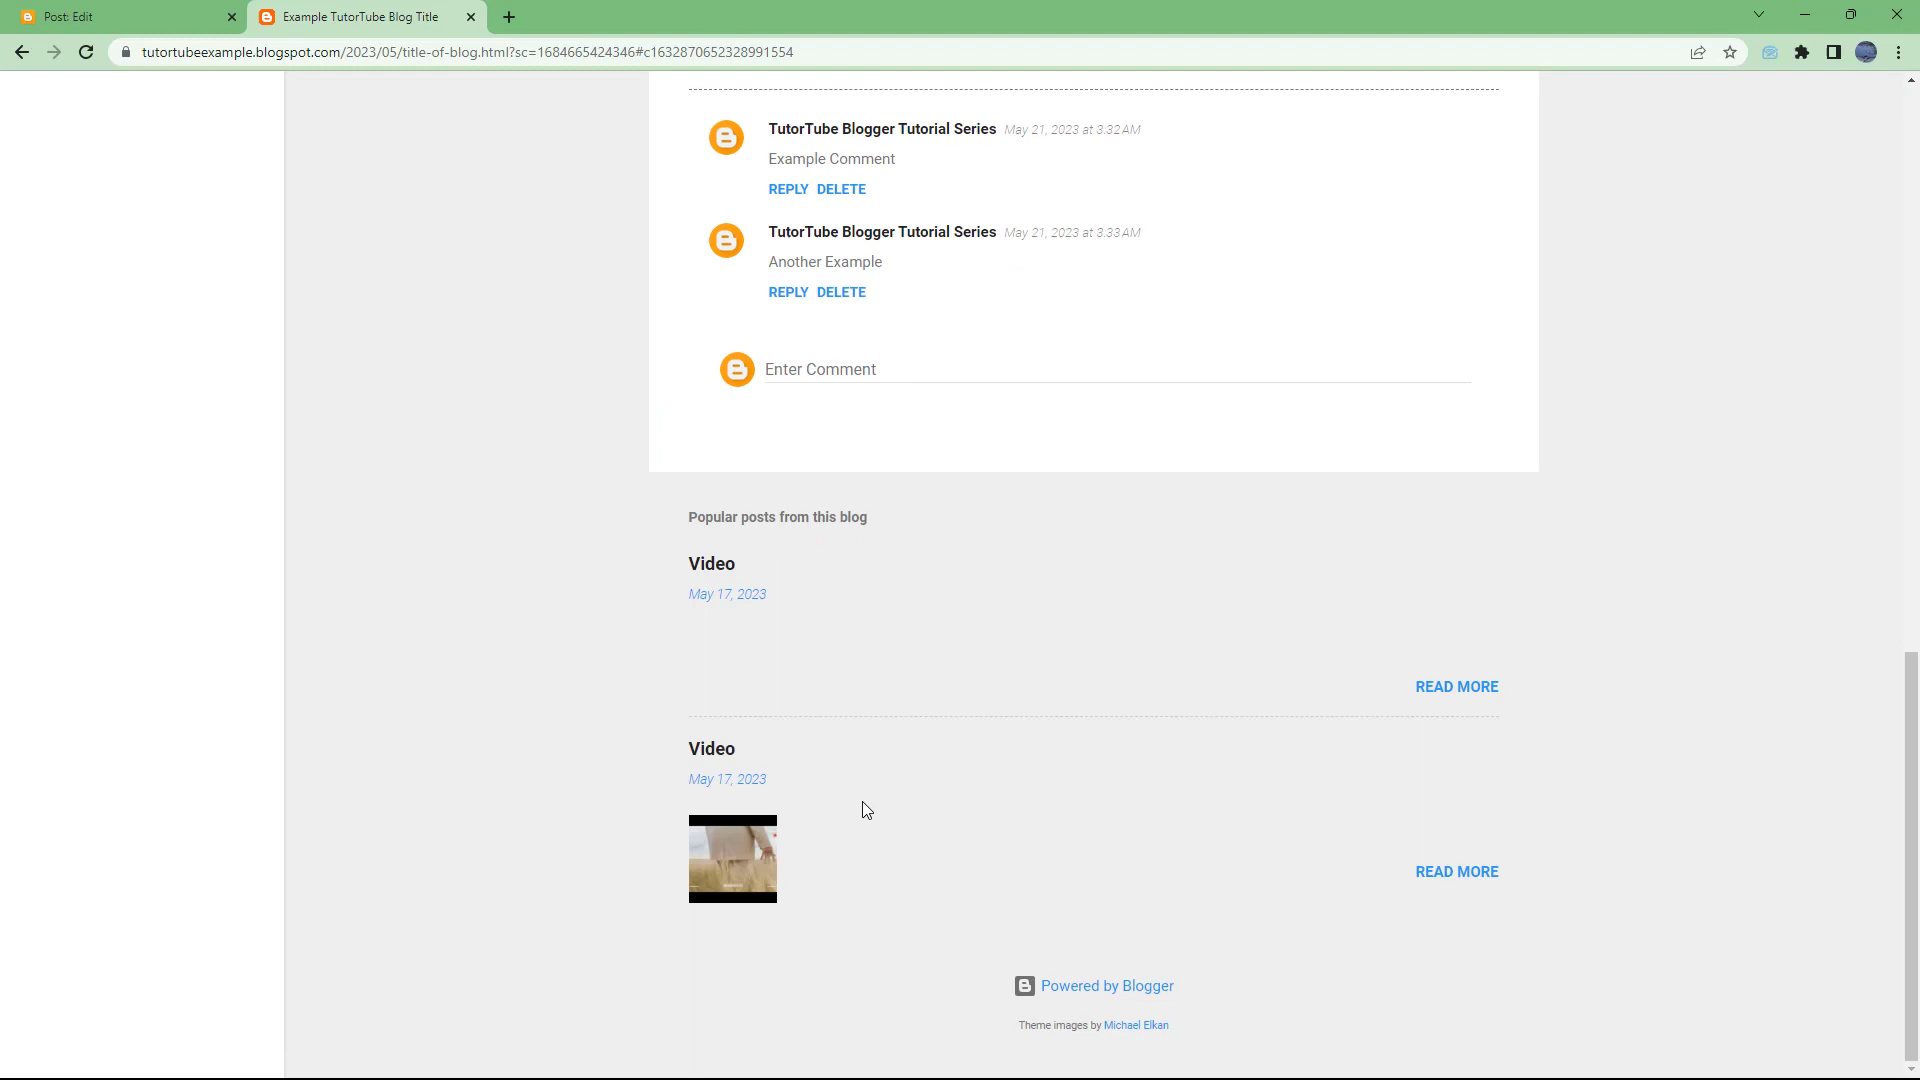 Post: Edit
Example TutorTube Blog Title
tutortubeexample.blogspot.com/2023/05/title-of-blog.html?sc=1684665424346#c1632870652328991554
TutorTube Blogger Tutorial Series May 21, 2023 at 3:32 AM
Example Comment
REPLY DELETE
TutorTube Blogger Tutorial Series May 21, 2023 at 3:33 AM
Another Example
REPLY DELETE
Enter Comment
Popular posts from this blog
Video
May 17, 2023
READ MORE
Video
May 17, 2023
READ MORE
Powered by Blogger
Theme images by Michael Elkan